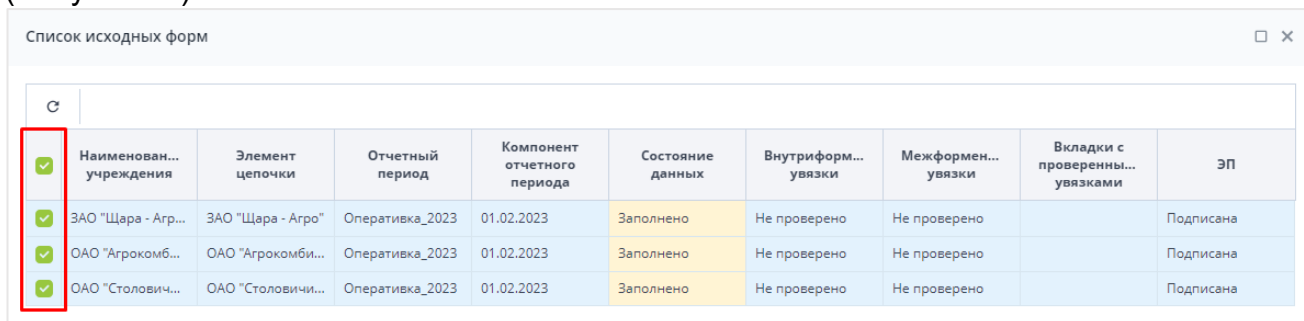 Список исходных форм
Наименован... учреждения
Элемент цепочки
Отчетный период
Компонент отчетного периода
Состояние данных
Внутриформ... увязки
Межформен... увязки
Вкладки с проверенны... увязками
ЭП
ЗАО "Щара - Агр... ЗАО "Щара - Агро" Оперативка_2023 01.02.2023 Заполнено Не проверено Не проверено Подписана
ОАО "Агрокомб... ОАО "Агрокомби... Оперативка_2023 01.02.2023 Заполнено Не проверено Не проверено Подписана
ОАО "Столович... ОАО "Столовичи... Оперативка_2023 01.02.2023 Заполнено Не проверено Не проверено Подписана